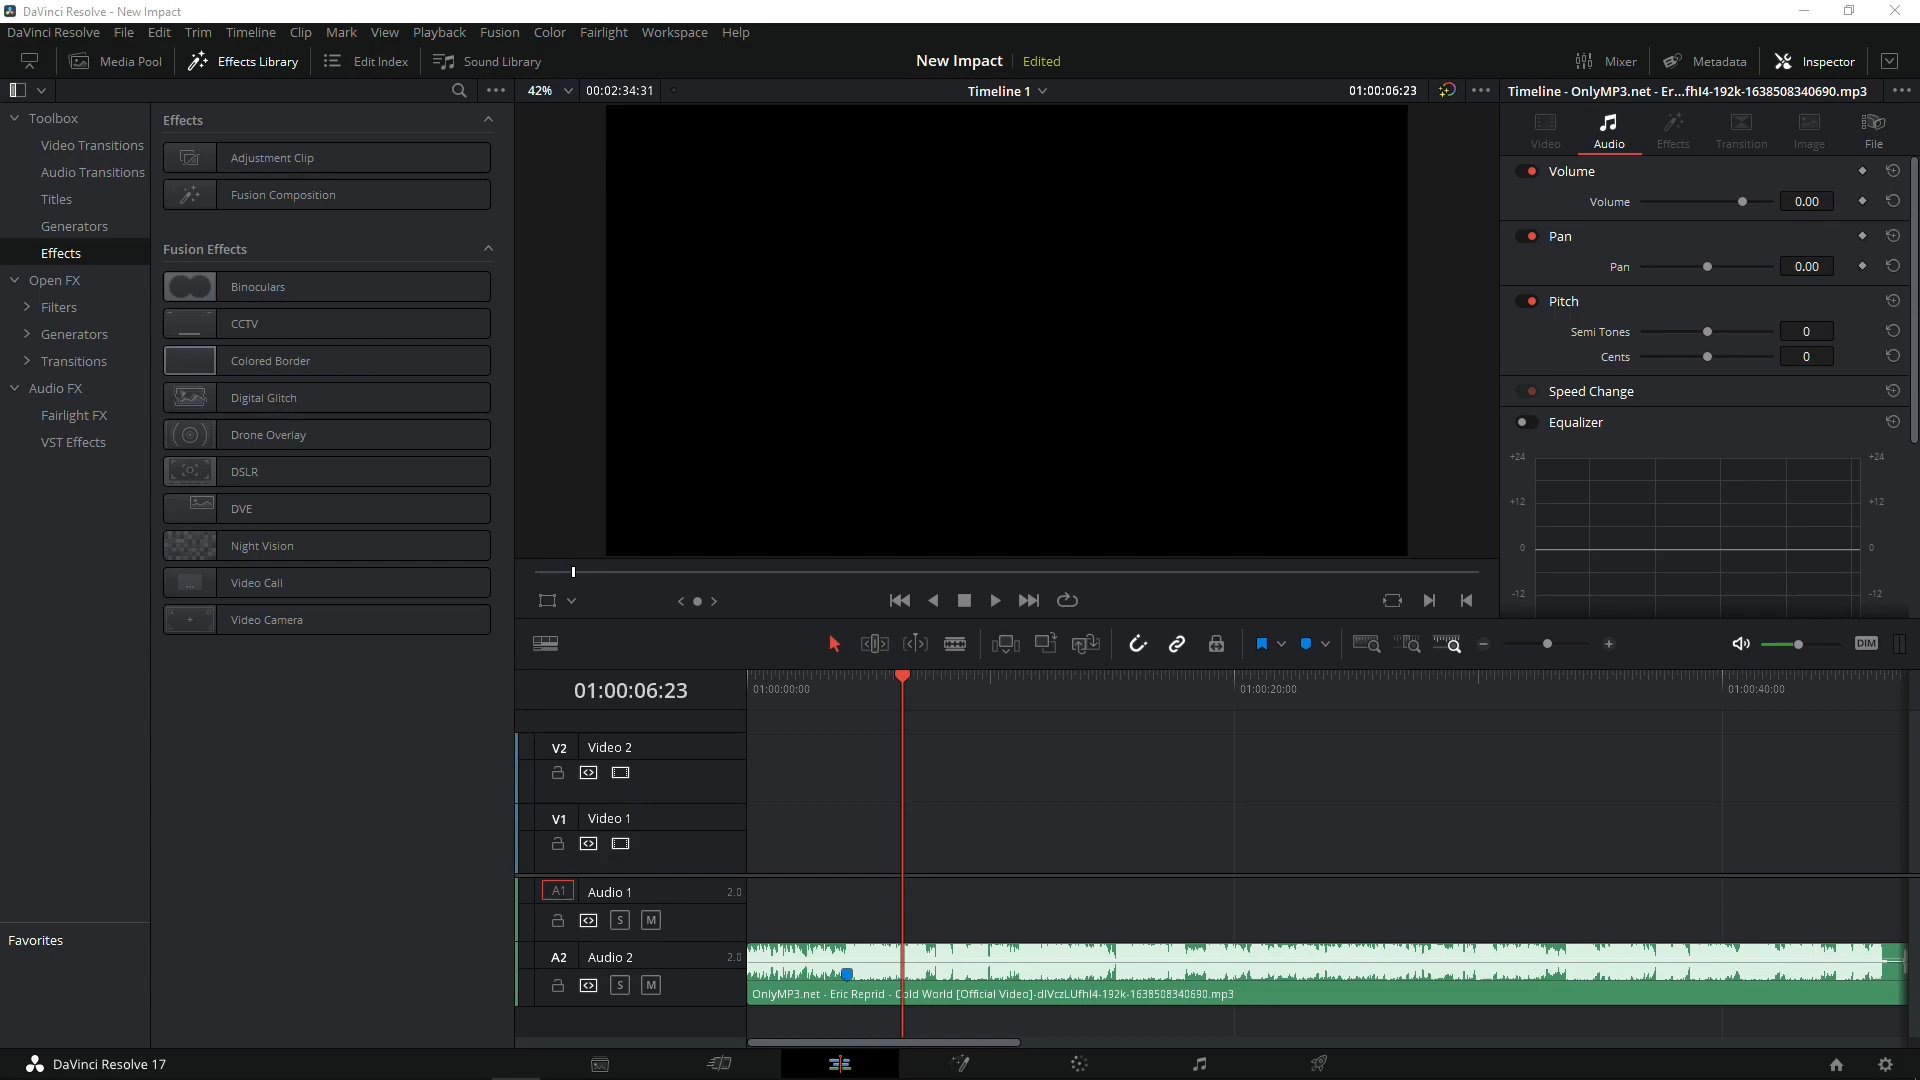 DaVinci Resolve - New Impact
DaVinci Resolve File Edit Trim Timeline Clip Mark View Playback Fusion Color Fairlight Workspace Help
Media Pool Effects Library Edit Index Sound Library New Impact Edited Mixer Metadata Inspector
42% 00:02:34:31 Timeline 1 01:00:06:23 Timeline - OnlyMP3.net - Er...fhI4-192k-1638508340690.mp3
Toolbox
Video Transitions
Audio Transitions
Titles
Generators
Effects
Open FX
Filters
Generators
Transitions
Audio FX
Fairlight FX
VST Effects
Favorites
Effects
Adjustment Clip
Fusion Composition
Fusion Effects
Binoculars
CCTV
Colored Border
Digital Glitch
Drone Overlay
DSLR
DVE
Night Vision
Video Call
Video Camera
Video Audio Effects Transition Image File
Volume
Volume 0.00
Pan
Pan 0.00
Pitch
Semi Tones 0
Cents 0
Speed Change
Equalizer
+24 +24
+12 +12
0 0
-12 -12
DIM
01:00:06:23 01:00:00:00 01:00:20:00 01:00:40:00
V2 Video 2
V1 Video 1
A1 Audio 1 2.0
S M
A2 Audio 2 2.0
S M
OnlyMP3.net - Eric Reprid - Cold World [Official Video]-dIVczLUfhI4-192k-1638508340690.mp3
DaVinci Resolve 17